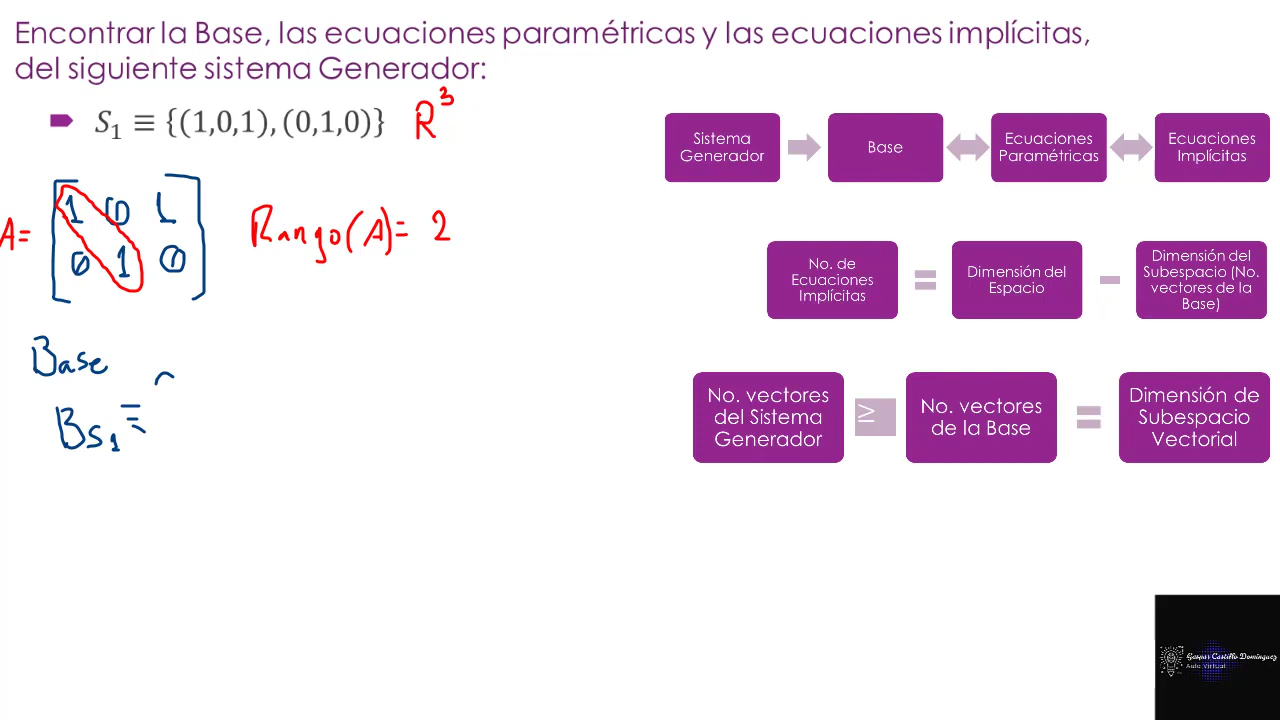 Encontrar la Base, las ecuaciones paramétricas y las ecuaciones implícitas,
del siguiente sistema Generador:
S₁ ≡ {(1,0,1), (0,1,0)} R³
Sistema
Generador
Base
Ecuaciones
Paramétricas
Ecuaciones
Implícitas
A=
1 0 1
0 1 0
Rango(A)= 2
No. de
Ecuaciones
Implícitas
=
Dimensión del
Espacio
-
Dimensión del
Subespacio (No.
vectores de la
Base)
Base
Bs₁ ≡
No. vectores
del Sistema
Generador
≥
No. vectores
de la Base
=
Dimensión de
Subespacio
Vectorial
Gaspar Castillo Domínguez
Aula Virtual